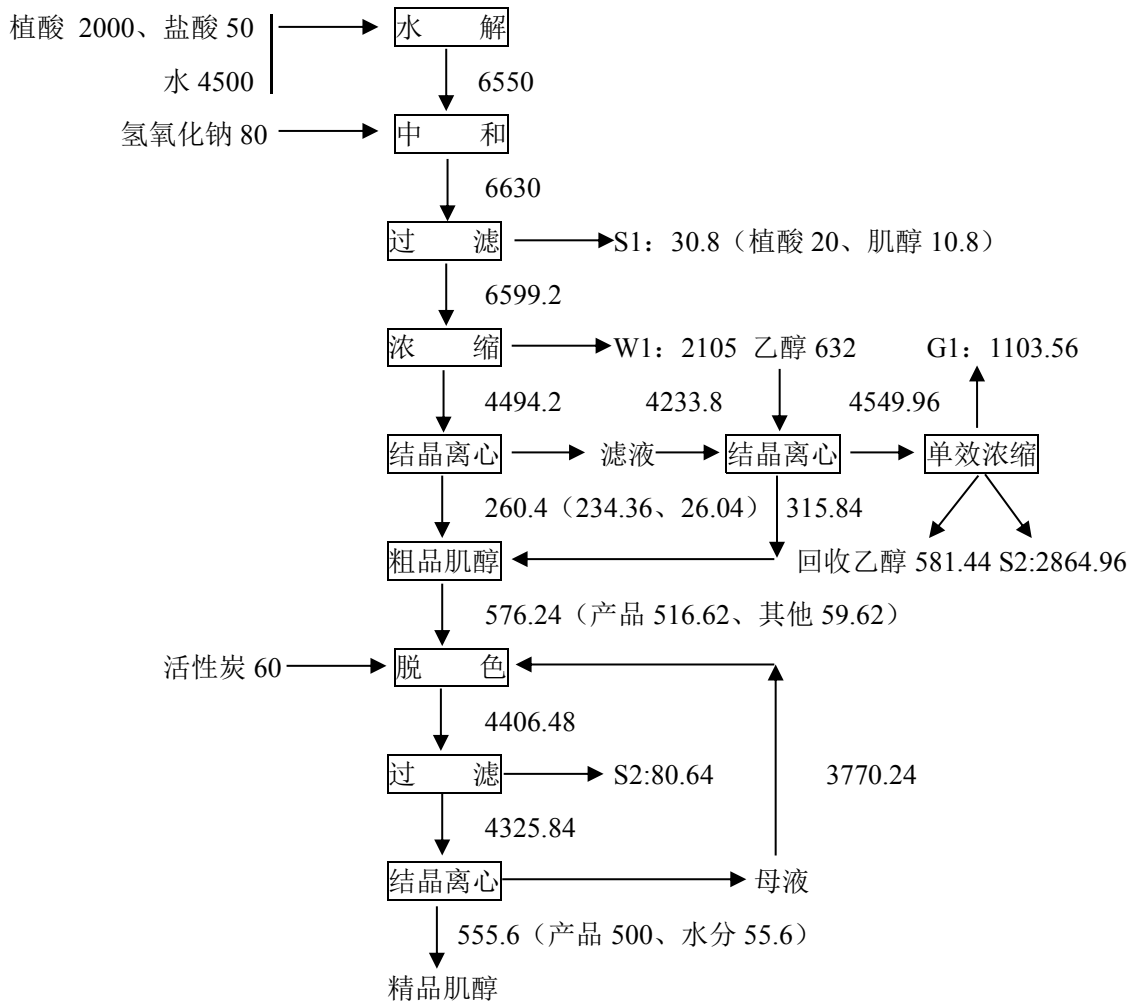 植酸 2000、盐酸 50
水 解
水 4500
6550
氢氧化钠 80
中 和
6630
过 滤
S1：30.8（植酸 20、肌醇 10.8）
6599.2
浓 缩
W1：2105 乙醇 632 G1：1103.56
4494.2 4233.8 4549.96
结晶离心 滤液 结晶离心 单效浓缩
260.4（234.36、26.04） 315.84
粗品肌醇
回收乙醇 581.44 S2:2864.96
576.24（产品 516.62、其他 59.62）
活性炭 60
脱 色
4406.48
过 滤
S2:80.64
3770.24
4325.84
结晶离心
母液
555.6（产品 500、水分 55.6）
精品肌醇